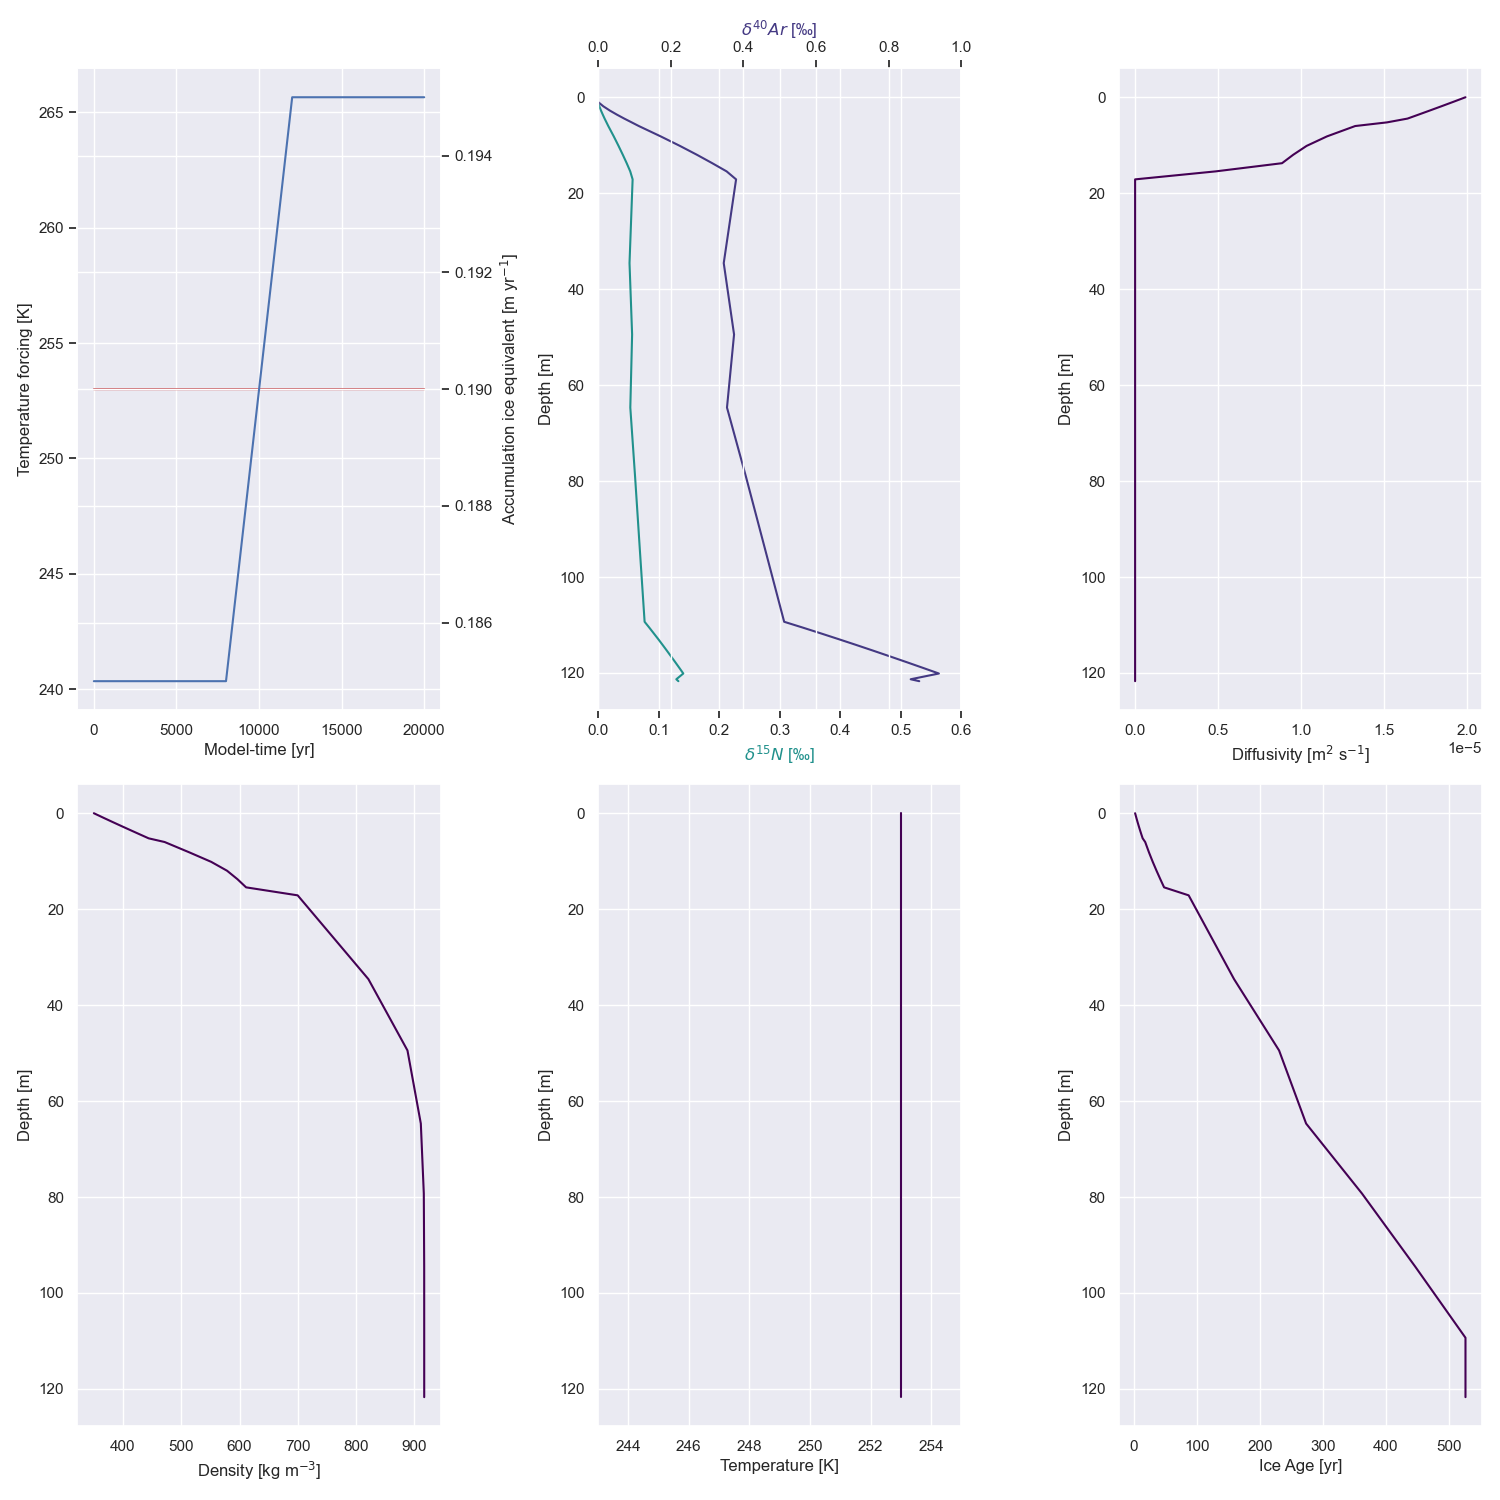 δ⁴⁰Ar [‰]
0.0 0.2 0.4 0.6 0.8 1.0
265
260
255
250
245
240
Temperature forcing [K]
0 5000 10000 15000 20000
Model-time [yr]
0.194
0.192
0.190
0.188
0.186
Accumulation ice equivalent [m yr⁻¹]
0
20
40
60
80
100
120
Depth [m]
0.0 0.1 0.2 0.3 0.4 0.5 0.6
δ¹⁵N [‰]
0
20
40
60
80
100
120
Depth [m]
0.0 0.5 1.0 1.5 2.0
1e−5
Diffusivity [m² s⁻¹]
0
20
40
60
80
100
120
Depth [m]
400 500 600 700 800 900
Density [kg m⁻³]
0
20
40
60
80
100
120
Depth [m]
244 246 248 250 252 254
Temperature [K]
0
20
40
60
80
100
120
Depth [m]
0 100 200 300 400 500
Ice Age [yr]